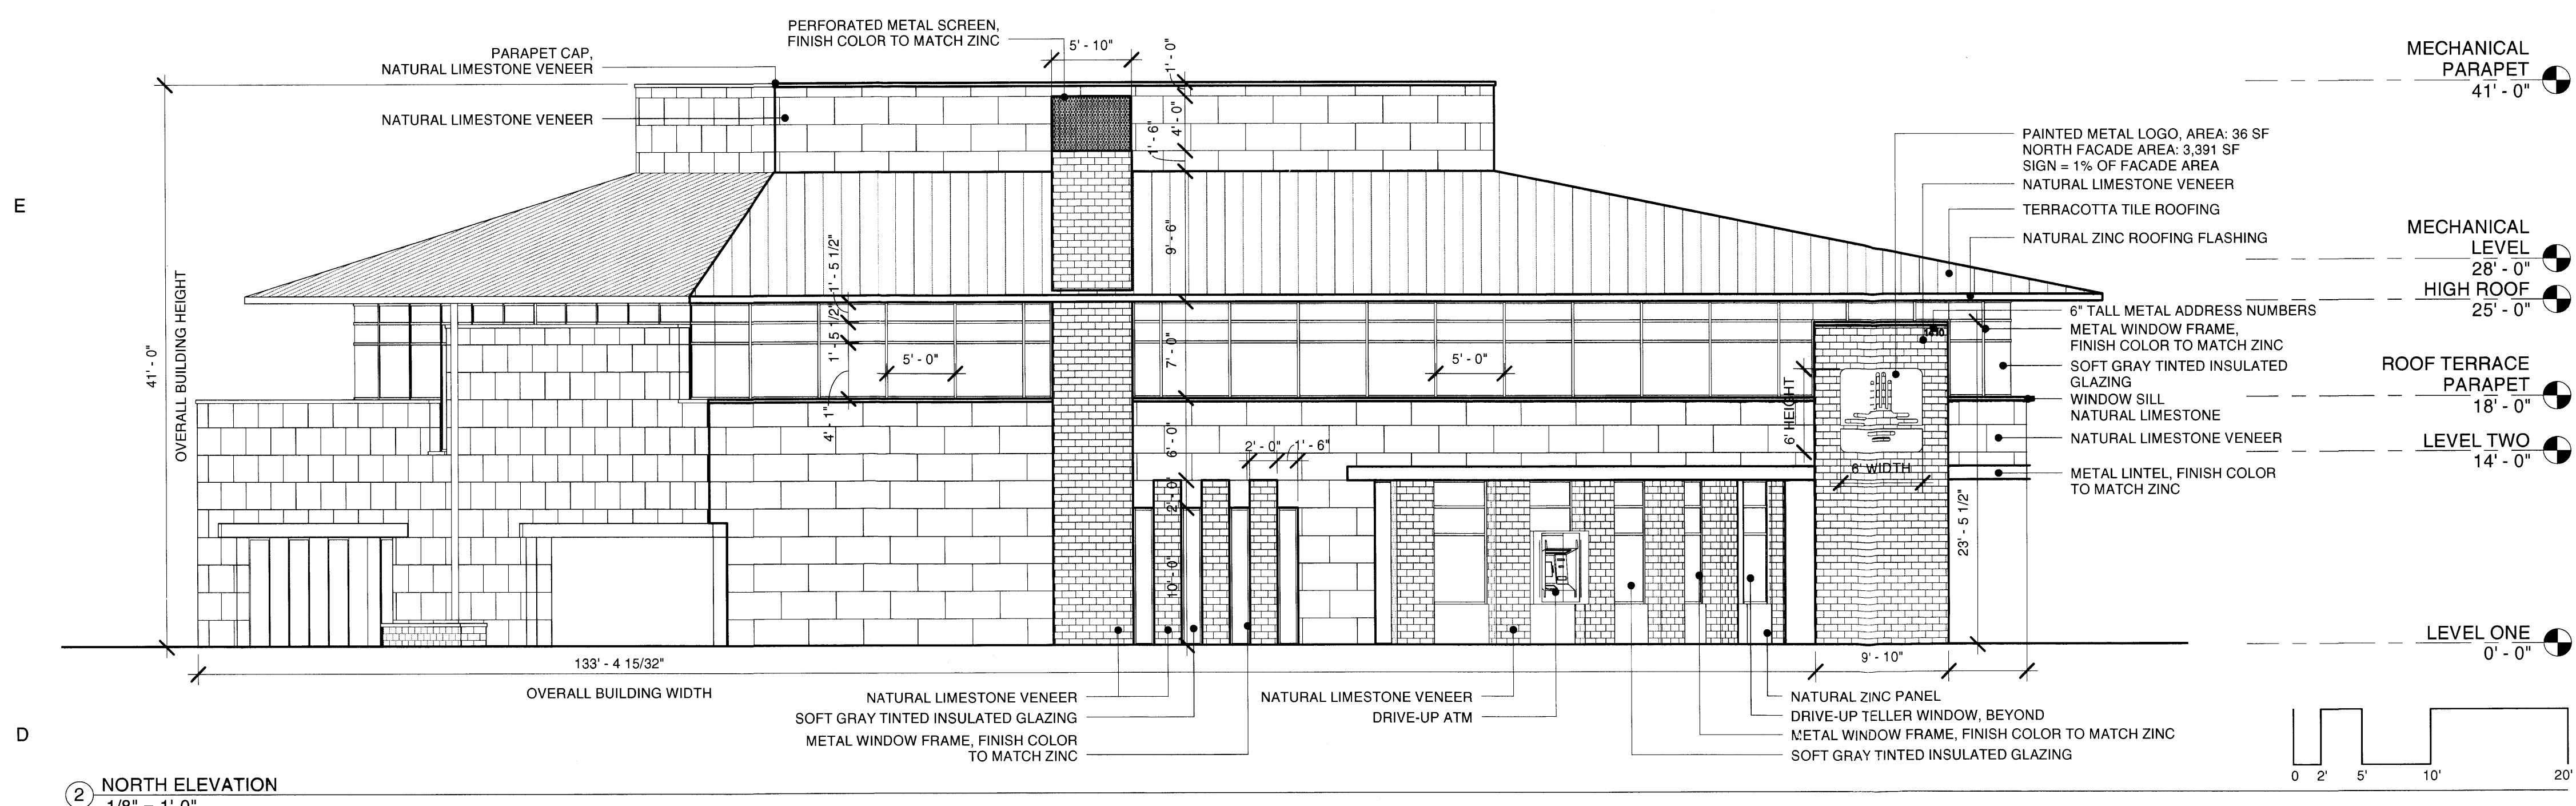 PERFORATED METAL SCREEN,
FINISH COLOR TO MATCH ZINC
PARAPET CAP,
NATURAL LIMESTONE VENEER
NATURAL LIMESTONE VENEER
5' - 10"
1' - 0"
4' - 0"
1' - 6"
9' - 6"
7' - 0"
6' - 0"
2' - 0"
10' - 0"
1' - 5 1/2"
1' - 5 1/2"
4' - 1"
5' - 0"
5' - 0"
2' - 0"
1' - 6"
41' - 0"
OVERALL BUILDING HEIGHT
6' HEIGHT
6' WIDTH
23' - 5 1/2"
9' - 10"
133' - 4 15/32"
OVERALL BUILDING WIDTH
PAINTED METAL LOGO, AREA: 36 SF
NORTH FACADE AREA: 3,391 SF
SIGN = 1% OF FACADE AREA
NATURAL LIMESTONE VENEER
TERRACOTTA TILE ROOFING
NATURAL ZINC ROOFING FLASHING
6" TALL METAL ADDRESS NUMBERS
METAL WINDOW FRAME,
FINISH COLOR TO MATCH ZINC
SOFT GRAY TINTED INSULATED
GLAZING
WINDOW SILL
NATURAL LIMESTONE
NATURAL LIMESTONE VENEER
METAL LINTEL, FINISH COLOR
TO MATCH ZINC
MECHANICAL
PARAPET
41' - 0"
MECHANICAL
LEVEL
28' - 0"
HIGH ROOF
25' - 0"
ROOF TERRACE
PARAPET
18' - 0"
LEVEL TWO
14' - 0"
LEVEL ONE
0' - 0"
NATURAL LIMESTONE VENEER
SOFT GRAY TINTED INSULATED GLAZING
METAL WINDOW FRAME, FINISH COLOR
TO MATCH ZINC
NATURAL LIMESTONE VENEER
DRIVE-UP ATM
NATURAL ZINC PANEL
DRIVE-UP TELLER WINDOW, BEYOND
METAL WINDOW FRAME, FINISH COLOR TO MATCH ZINC
SOFT GRAY TINTED INSULATED GLAZING
0 2' 5' 10' 20'
E
D
2 NORTH ELEVATION
1/8" = 1'-0"